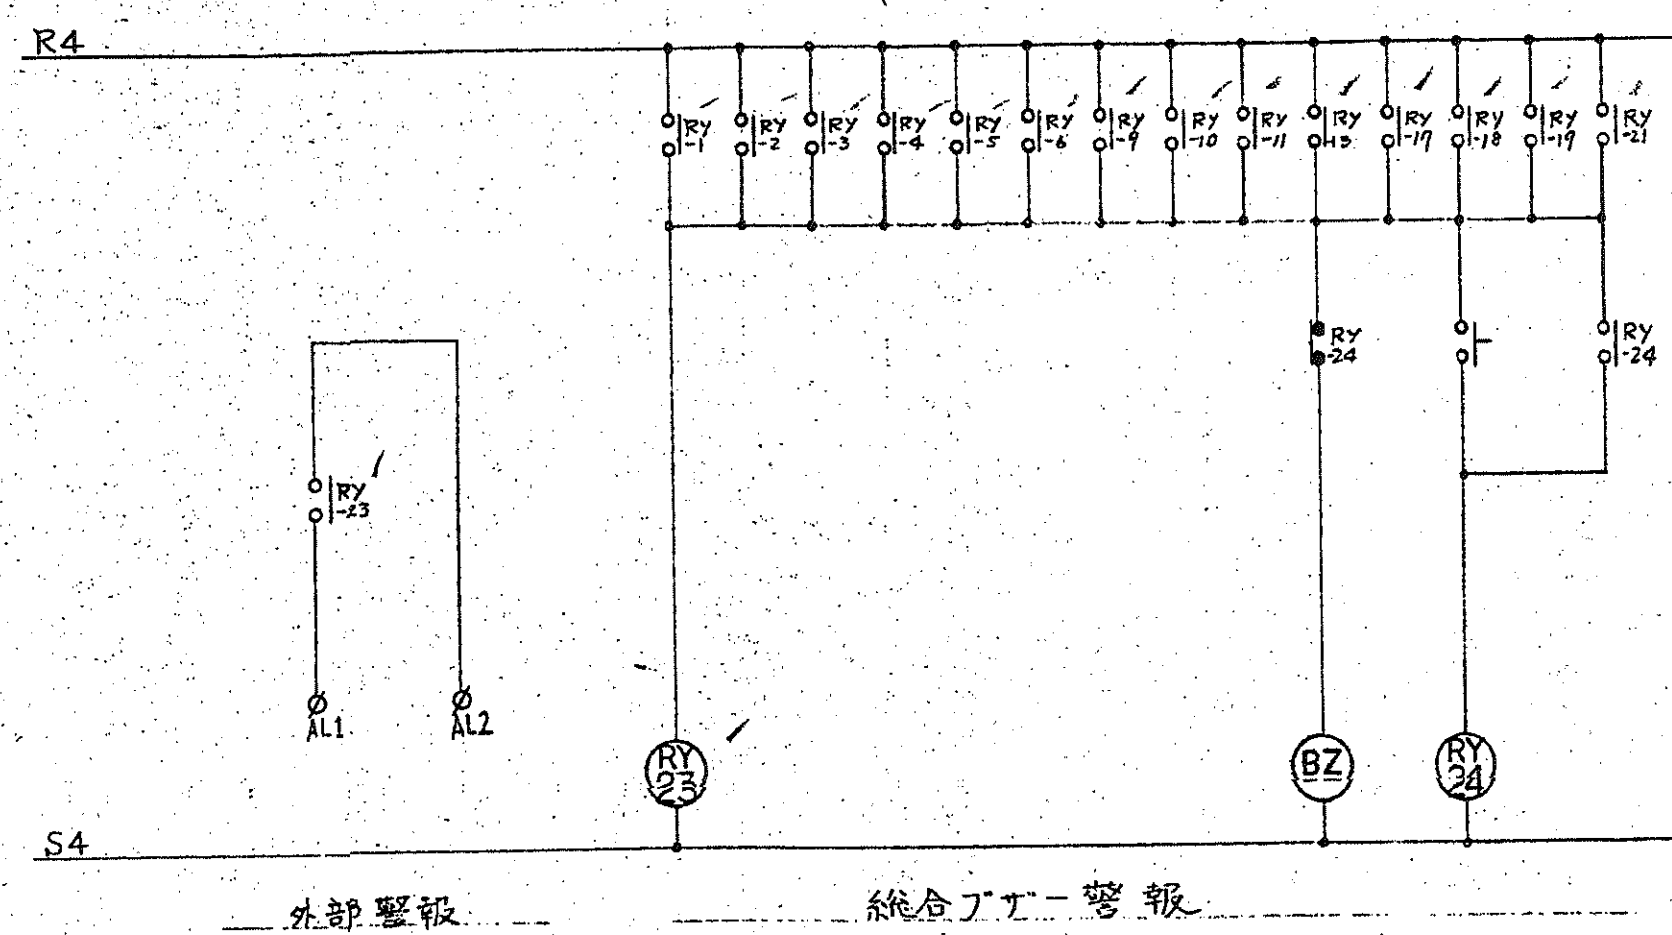 R4
RY -1
RY -2
RY -3
RY -4
RY -5
RY -6
RY -9
RY -10
RY -11
RY -13
RY -17
RY -18
RY -19
RY -21
RY -24
RY -24
RY -23
AL1
AL2
RY 23
BZ
RY 24
S4
外部警報
総合ブザー警報